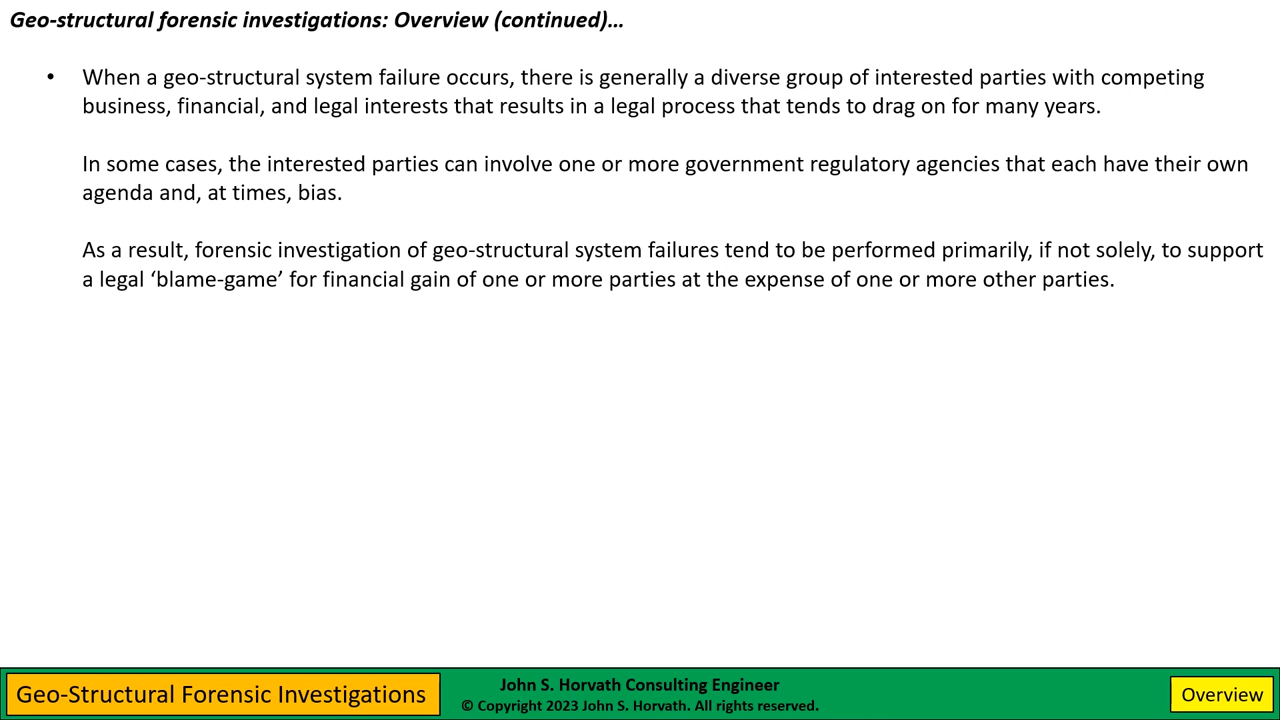 Geo-structural forensic investigations: Overview (continued)…
• When a geo-structural system failure occurs, there is generally a diverse group of interested parties with competing
business, financial, and legal interests that results in a legal process that tends to drag on for many years.
In some cases, the interested parties can involve one or more government regulatory agencies that each have their own
agenda and, at times, bias.
As a result, forensic investigation of geo-structural system failures tend to be performed primarily, if not solely, to support
a legal ‘blame-game’ for financial gain of one or more parties at the expense of one or more other parties.
Geo-Structural Forensic Investigations
John S. Horvath Consulting Engineer
© Copyright 2023 John S. Horvath. All rights reserved.
Overview